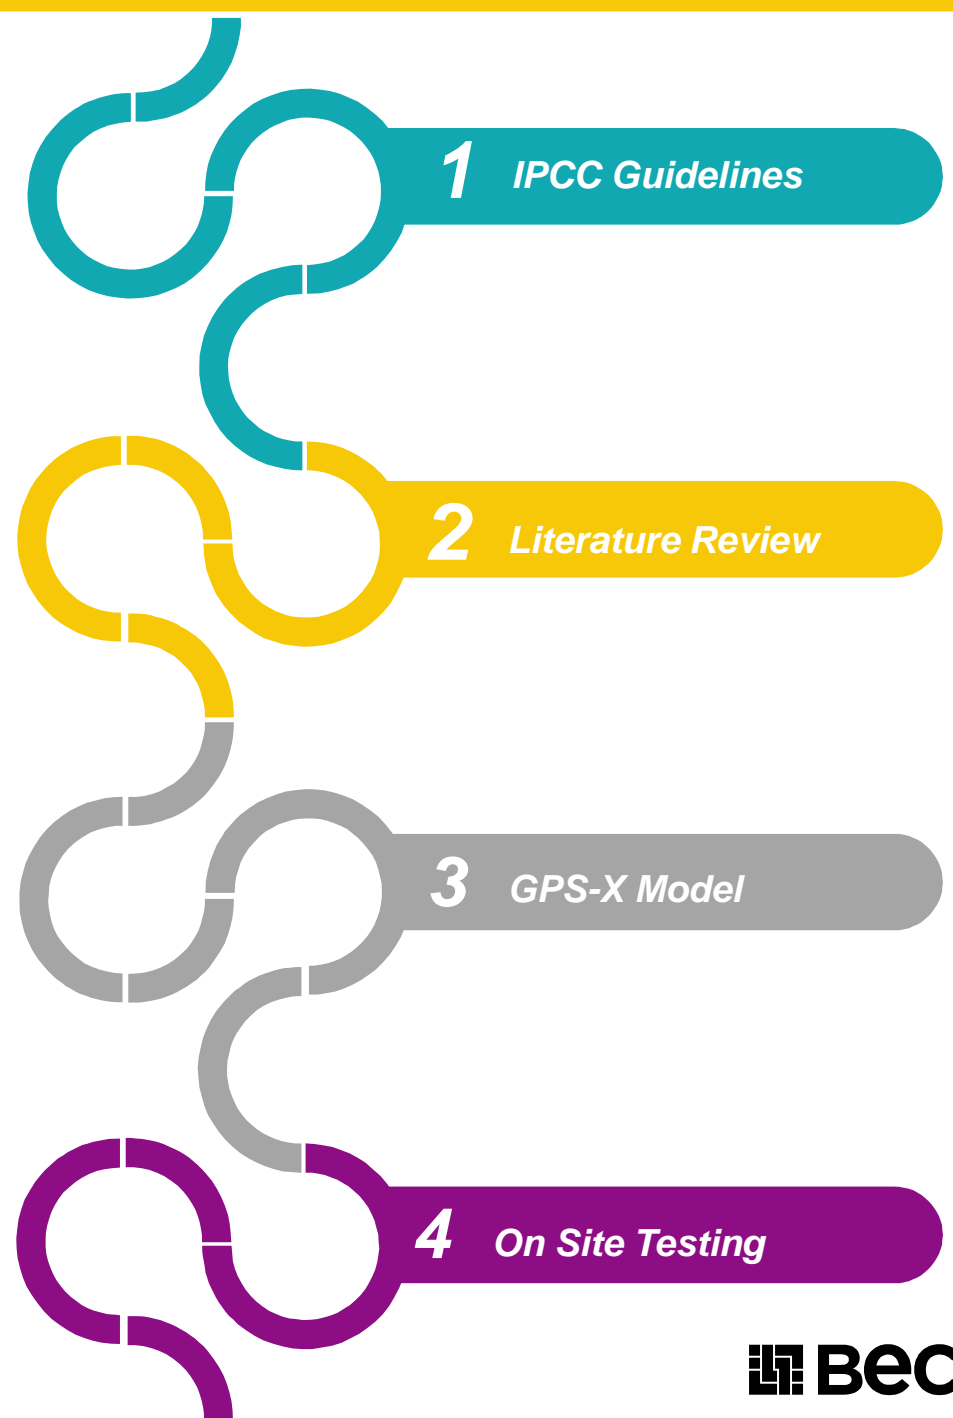 1 IPCC Guidelines
2 Literature Review
3 GPS-X Model
4 On Site Testing
Bec